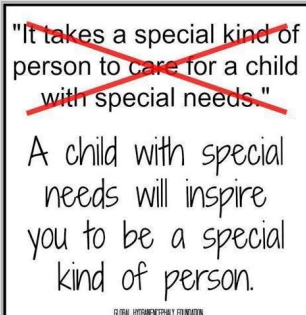 "It takes a special kind of
person to care for a child
with special needs."
A child with special
needs will inspire
you to be a special
kind of person.
GLOBAL HYDRANENCEPHALY FOUNDATION